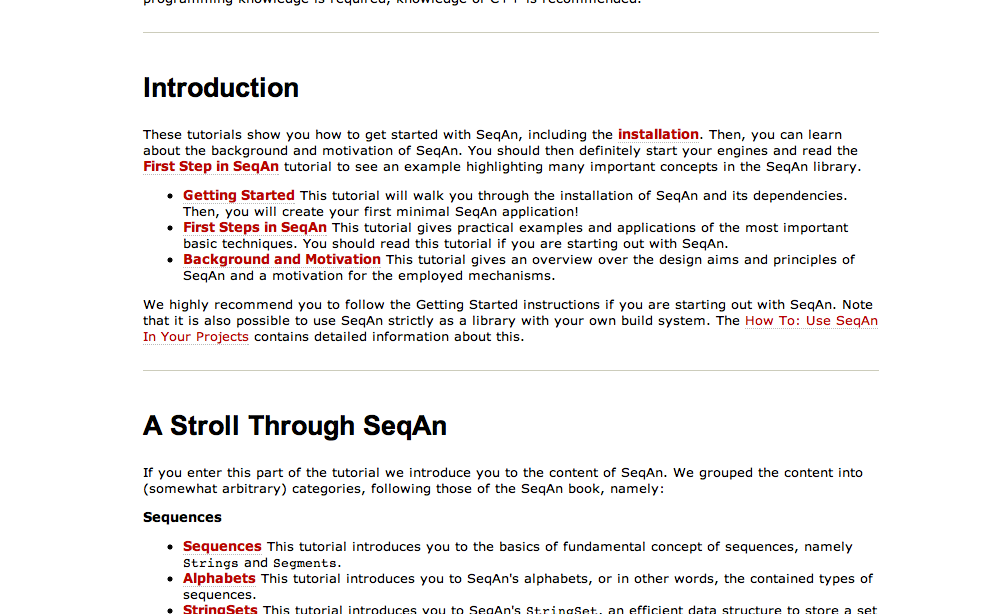 programming knowledge is required, knowledge of C++ is recommended.
Introduction
These tutorials show you how to get started with SeqAn, including the installation. Then, you can learn
about the background and motivation of SeqAn. You should then definitely start your engines and read the
First Step in SeqAn tutorial to see an example highlighting many important concepts in the SeqAn library.
• Getting Started This tutorial will walk you through the installation of SeqAn and its dependencies.
Then, you will create your first minimal SeqAn application!
• First Steps in SeqAn This tutorial gives practical examples and applications of the most important
basic techniques. You should read this tutorial if you are starting out with SeqAn.
• Background and Motivation This tutorial gives an overview over the design aims and principles of
SeqAn and a motivation for the employed mechanisms.
We highly recommend you to follow the Getting Started instructions if you are starting out with SeqAn. Note
that it is also possible to use SeqAn strictly as a library with your own build system. The How To: Use SeqAn
In Your Projects contains detailed information about this.
A Stroll Through SeqAn
If you enter this part of the tutorial we introduce you to the content of SeqAn. We grouped the content into
(somewhat arbitrary) categories, following those of the SeqAn book, namely:
Sequences
• Sequences This tutorial introduces you to the basics of fundamental concept of sequences, namely
Strings and Segments.
• Alphabets This tutorial introduces you to SeqAn's alphabets, or in other words, the contained types of
sequences.
• StringSets This tutorial introduces you to SeqAn's StringSet, an efficient data structure to store a set